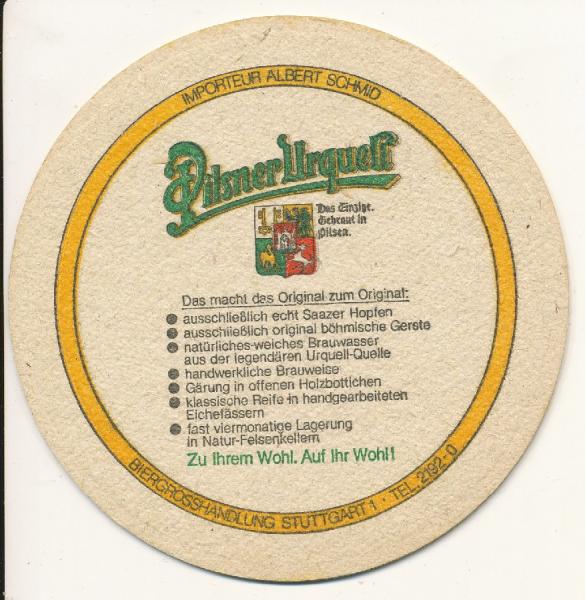 IMPORTEUR ALBERT SCHMID
Pilsner Urquell
Das Einzige.
Gebraut in
Pilsen.
Das macht das Original zum Original:
● ausschließlich echt Saazer Hopfen
● ausschließlich original böhmische Gerste
● natürliches-weiches Brauwasser
aus der legendären Urquell-Quelle
● handwerkliche Brauweise
● Gärung in offenen Holzbottichen
● klassische Reife in handgearbeiteten
Eichefässern
● fast viermonatige Lagerung
in Natur-Felsenkellern
Zu Ihrem Wohl. Auf Ihr Wohl!
BIERGROSSHANDLUNG STUTTGART 1 · TEL. 2192-0